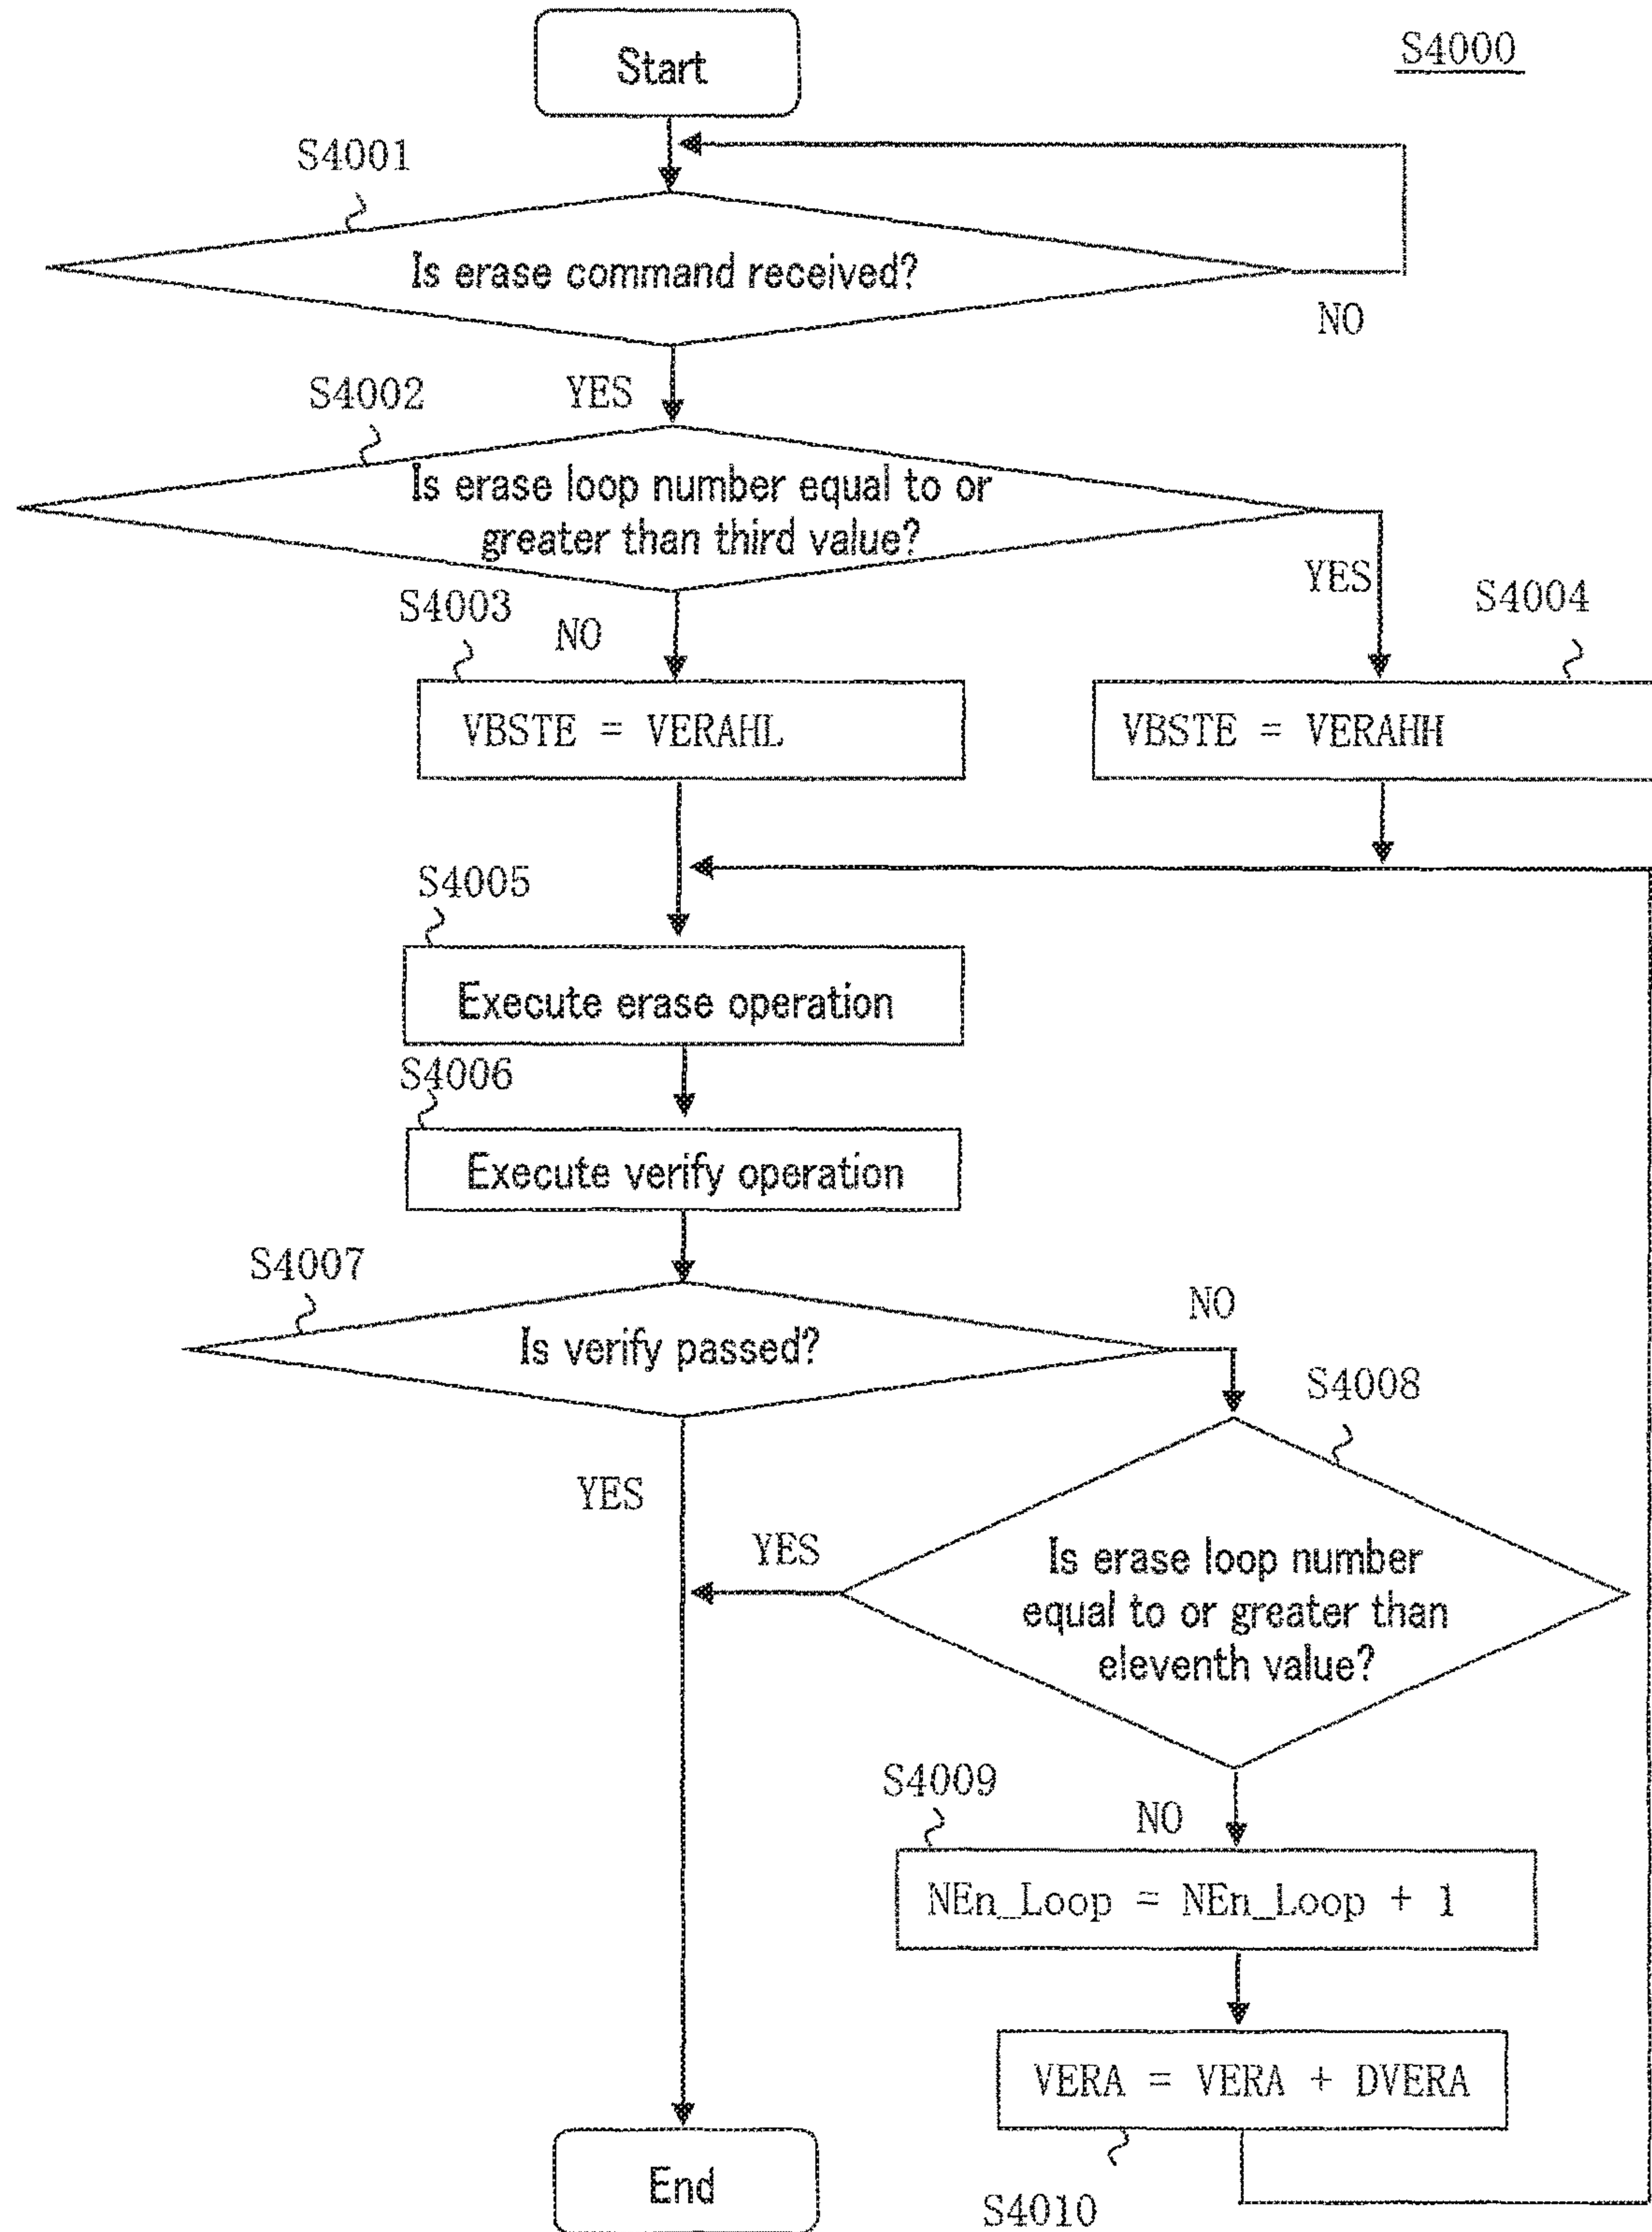 Start
S4000
S4001
Is erase command received?
NO
S4002
YES
Is erase loop number equal to or
greater than third value?
YES
S4003
NO
S4004
VBSTE = VERAHL
VBSTE = VERAHH
S4005
Execute erase operation
S4006
Execute verify operation
S4007
NO
Is verify passed?
S4008
YES
YES
Is erase loop number
equal to or greater than
eleventh value?
S4009
NO
NEn_Loop = NEn_Loop + 1
VERA = VERA + DVERA
End
S4010